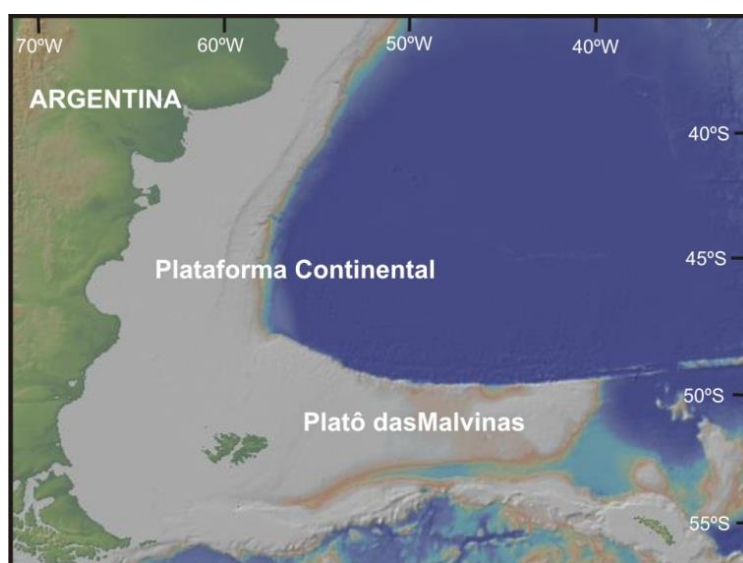 70ºW
60ºW
50ºW
40ºW
ARGENTINA
40ºS
Plataforma Continental
45ºS
50ºS
Platô dasMalvinas
55ºS